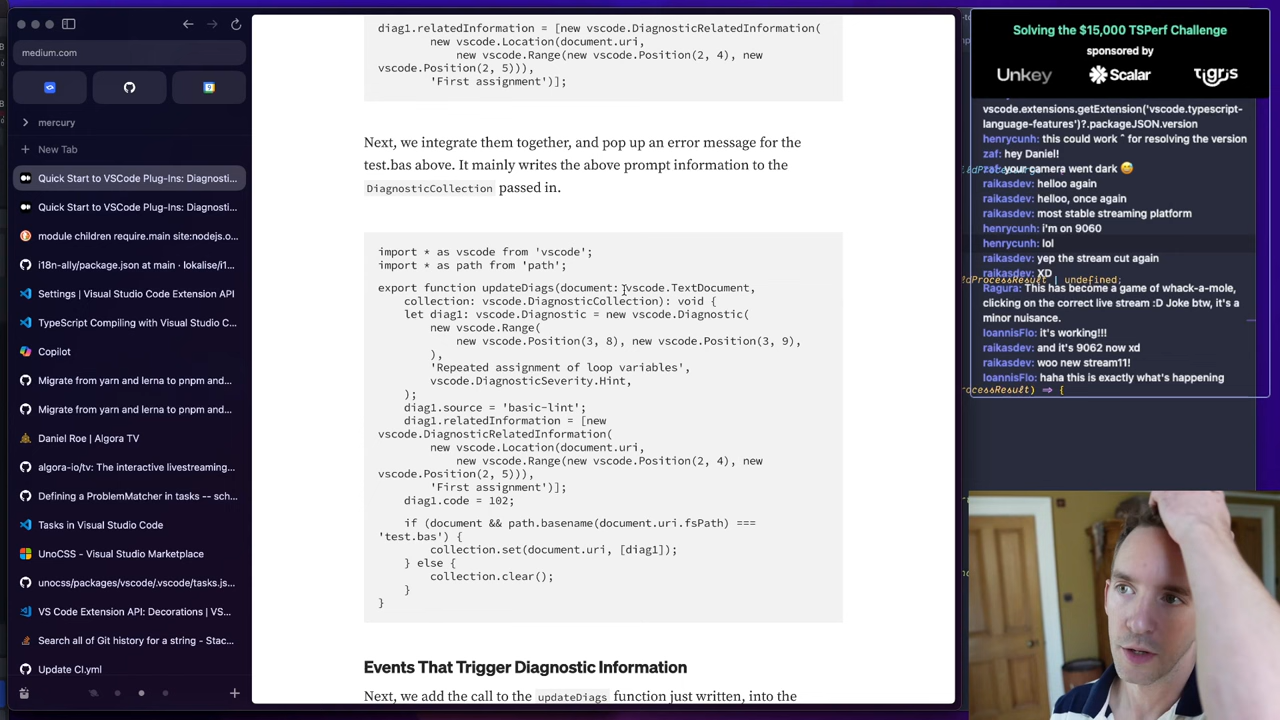 medium.com
mercury
New Tab
Quick Start to VSCode Plug-Ins: Diagnosti...
Quick Start to VSCode Plug-Ins: Diagnosti...
module children require.main site:nodejs.o...
i18n-ally/package.json at main · lokalise/i1...
Settings | Visual Studio Code Extension API
TypeScript Compiling with Visual Studio Co...
Copilot
Migrate from yarn and lerna to pnpm and...
Migrate from yarn and lerna to pnpm and...
Daniel Roe | Algora TV
algora-io/tv: The interactive livestreaming...
Defining a ProblemMatcher in tasks -- sch...
Tasks in Visual Studio Code
UnoCSS - Visual Studio Marketplace
unocss/packages/vscode/.vscode/tasks.js...
VS Code Extension API: Decorations | VS...
Search all of Git history for a string - Stac...
Update CI.yml
diag1.relatedInformation = [new vscode.DiagnosticRelatedInformation(
new vscode.Location(document.uri,
new vscode.Range(new vscode.Position(2, 4), new
vscode.Position(2, 5))),
'First assignment')];
Next, we integrate them together, and pop up an error message for the
test.bas above. It mainly writes the above prompt information to the
DiagnosticCollection passed in.
import * as vscode from 'vscode';
import * as path from 'path';
export function updateDiags(document: vscode.TextDocument,
collection: vscode.DiagnosticCollection): void {
let diag1: vscode.Diagnostic = new vscode.Diagnostic(
new vscode.Range(
new vscode.Position(3, 8), new vscode.Position(3, 9),
),
'Repeated assignment of loop variables',
vscode.DiagnosticSeverity.Hint,
);
diag1.source = 'basic-lint';
diag1.relatedInformation = [new
vscode.DiagnosticRelatedInformation(
new vscode.Location(document.uri,
new vscode.Range(new vscode.Position(2, 4), new
vscode.Position(2, 5))),
'First assignment')];
diag1.code = 102;
if (document && path.basename(document.uri.fsPath) ===
'test.bas') {
collection.set(document.uri, [diag1]);
} else {
collection.clear();
}
}
Events That Trigger Diagnostic Information
Next, we add the call to the updateDiags function just written, into the
Solving the $15,000 TSPerf Challenge
sponsored by
Unkey
Scalar
tigris
vscode.extensions.getExtension('vscode.typescript-
language-features')?.packageJSON.version
henrycunh: this could work ˆ for resolving the version
zaf: hey Daniel!
zaf: your camera went dark 😅
raikasdev: helloo again
raikasdev: helloo, once again
raikasdev: most stable streaming platform
henrycunh: i'm on 9060
henrycunh: lol
raikasdev: yep the stream cut again
raikasdev: XD
Ragura: This has become a game of whack-a-mole,
clicking on the correct live stream :D Joke btw, it's a
minor nuisance.
IoannisFlo: it's working!!!
raikasdev: and it's 9062 now xd
raikasdev: woo new stream11!
IoannisFlo: haha this is exactly what's happening